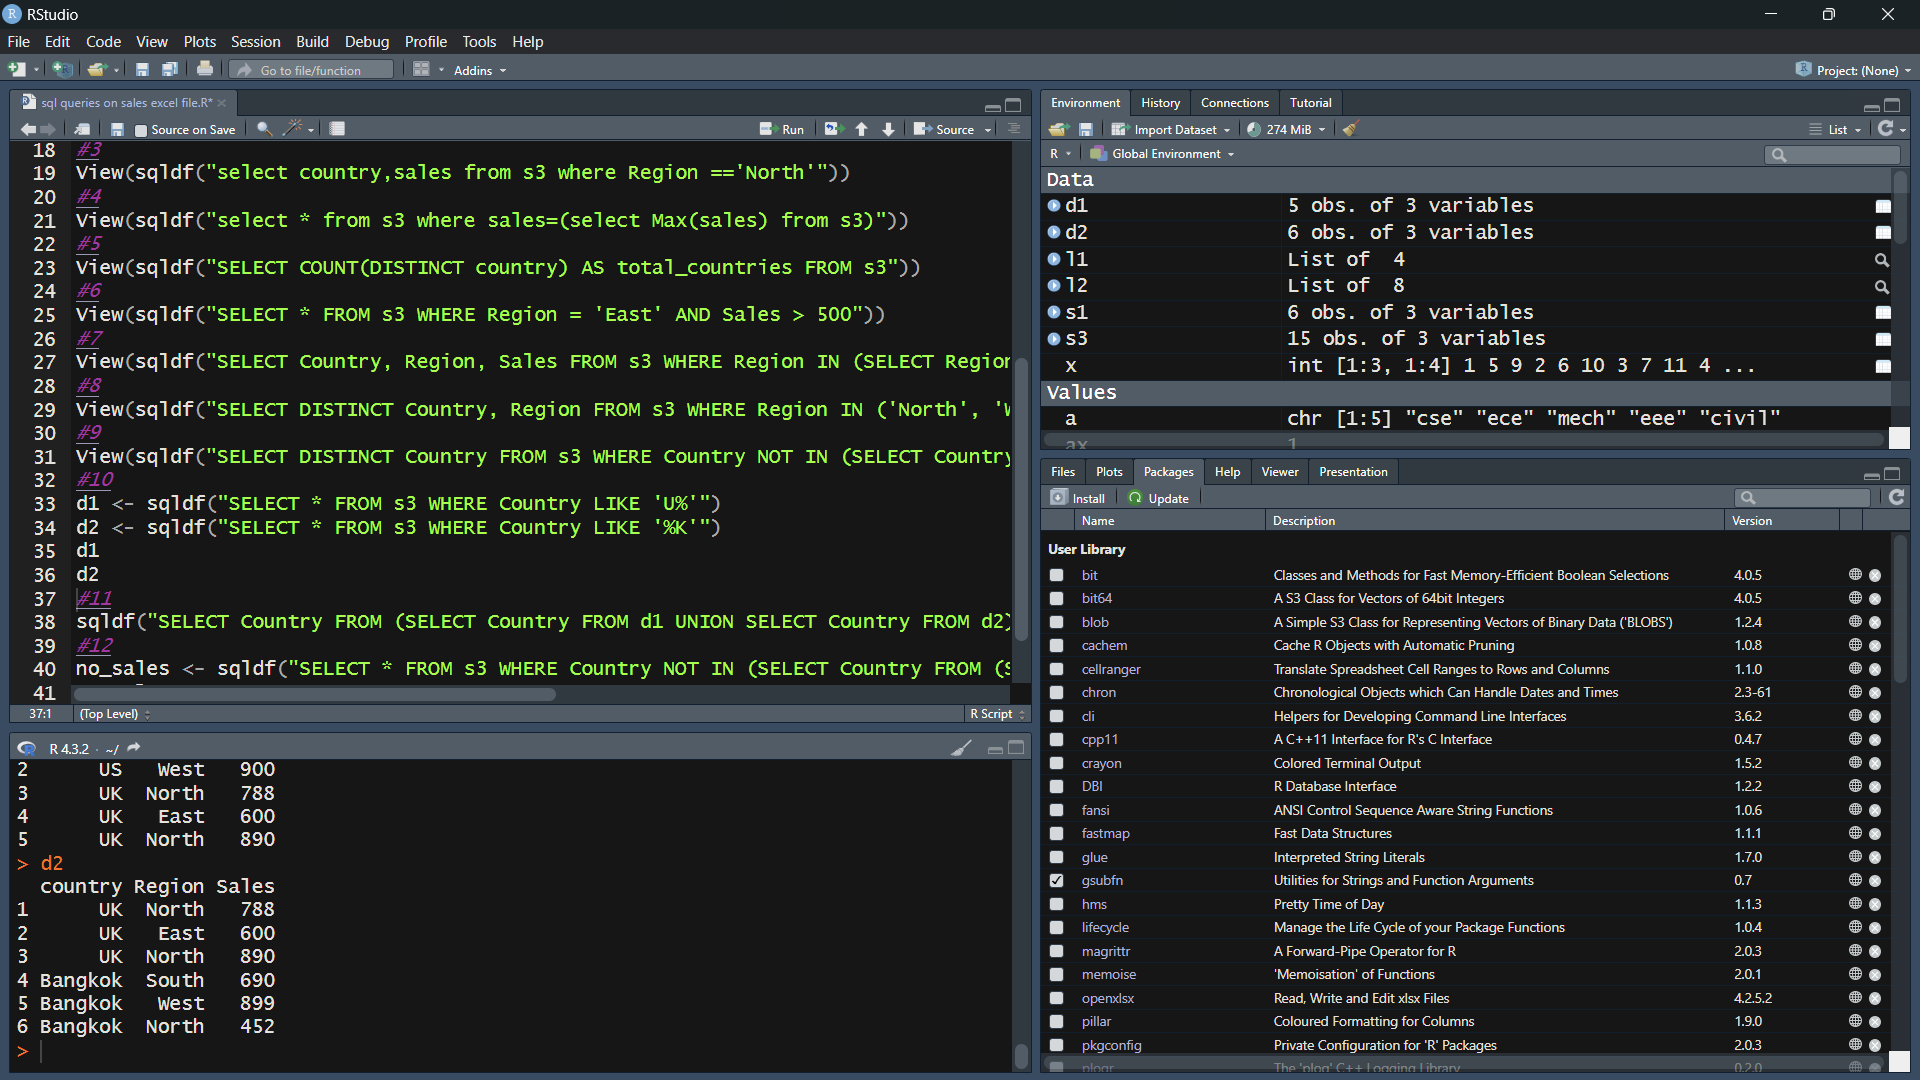 RStudio
File Edit Code View Plots Session Build Debug Profile Tools Help
Go to file/function Addins Project: (None)
sql queries on sales excel file.R*
Source on Save Run Source
18 #3
19 View(sqldf("select country,sales from s3 where Region =='North'"))
20 #4
21 View(sqldf("select * from s3 where sales=(select Max(sales) from s3)"))
22 #5
23 View(sqldf("SELECT COUNT(DISTINCT country) AS total_countries FROM s3"))
24 #6
25 View(sqldf("SELECT * FROM s3 WHERE Region = 'East' AND Sales > 500"))
26 #7
27 View(sqldf("SELECT Country, Region, Sales FROM s3 WHERE Region IN (SELECT Region
28 #8
29 View(sqldf("SELECT DISTINCT Country, Region FROM s3 WHERE Region IN ('North', 'W
30 #9
31 View(sqldf("SELECT DISTINCT Country FROM s3 WHERE Country NOT IN (SELECT Country
32 #10
33 d1 <- sqldf("SELECT * FROM s3 WHERE Country LIKE 'U%'")
34 d2 <- sqldf("SELECT * FROM s3 WHERE Country LIKE '%K'")
35 d1
36 d2
37 #11
38 sqldf("SELECT Country FROM (SELECT Country FROM d1 UNION SELECT Country FROM d2)
39 #12
40 no_sales <- sqldf("SELECT * FROM s3 WHERE Country NOT IN (SELECT Country FROM (S
41
37:1 (Top Level) R Script
R 4.3.2 · ~/
2 US West 900
3 UK North 788
4 UK East 600
5 UK North 890
> d2
country Region Sales
1 UK North 788
2 UK East 600
3 UK North 890
4 Bangkok South 690
5 Bangkok West 899
6 Bangkok North 452
>
Environment History Connections Tutorial
Import Dataset 274 MiB List
R Global Environment
Data
d1 5 obs. of 3 variables
d2 6 obs. of 3 variables
l1 List of 4
l2 List of 8
s1 6 obs. of 3 variables
s3 15 obs. of 3 variables
x int [1:3, 1:4] 1 5 9 2 6 10 3 7 11 4 ...
Values
a chr [1:5] "cse" "ece" "mech" "eee" "civil"
ax 1
Files Plots Packages Help Viewer Presentation
Install Update
Name Description Version
User Library
bit Classes and Methods for Fast Memory-Efficient Boolean Selections 4.0.5
bit64 A S3 Class for Vectors of 64bit Integers 4.0.5
blob A Simple S3 Class for Representing Vectors of Binary Data ('BLOBS') 1.2.4
cachem Cache R Objects with Automatic Pruning 1.0.8
cellranger Translate Spreadsheet Cell Ranges to Rows and Columns 1.1.0
chron Chronological Objects which Can Handle Dates and Times 2.3-61
cli Helpers for Developing Command Line Interfaces 3.6.2
cpp11 A C++11 Interface for R's C Interface 0.4.7
crayon Colored Terminal Output 1.5.2
DBI R Database Interface 1.2.2
fansi ANSI Control Sequence Aware String Functions 1.0.6
fastmap Fast Data Structures 1.1.1
glue Interpreted String Literals 1.7.0
gsubfn Utilities for Strings and Function Arguments 0.7
hms Pretty Time of Day 1.1.3
lifecycle Manage the Life Cycle of your Package Functions 1.0.4
magrittr A Forward-Pipe Operator for R 2.0.3
memoise 'Memoisation' of Functions 2.0.1
openxlsx Read, Write and Edit xlsx Files 4.2.5.2
pillar Coloured Formatting for Columns 1.9.0
pkgconfig Private Configuration for 'R' Packages 2.0.3
plogr The 'plog' C++ Logging Library 0.2.0